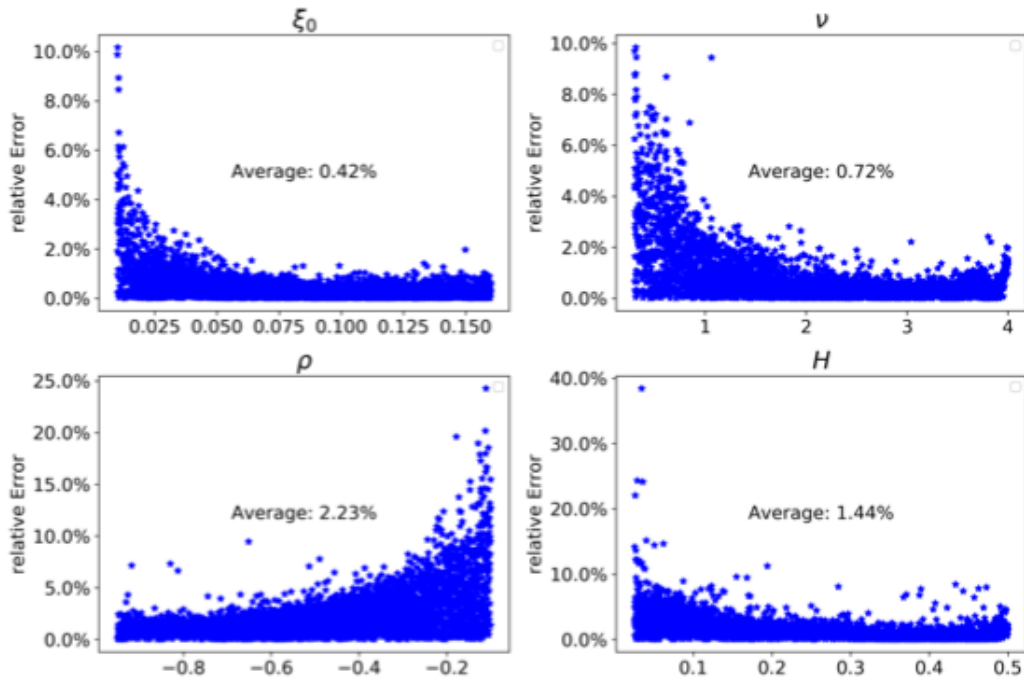 ξ₀
10.0%
8.0%
6.0%
4.0%
2.0%
0.0%
relative Error
Average: 0.42%
0.025 0.050 0.075 0.100 0.125 0.150
ν
10.0%
8.0%
6.0%
4.0%
2.0%
0.0%
relative Error
Average: 0.72%
1 2 3 4
ρ
25.0%
20.0%
15.0%
10.0%
5.0%
0.0%
relative Error
Average: 2.23%
−0.8 −0.6 −0.4 −0.2
H
40.0%
30.0%
20.0%
10.0%
0.0%
relative Error
Average: 1.44%
0.1 0.2 0.3 0.4 0.5